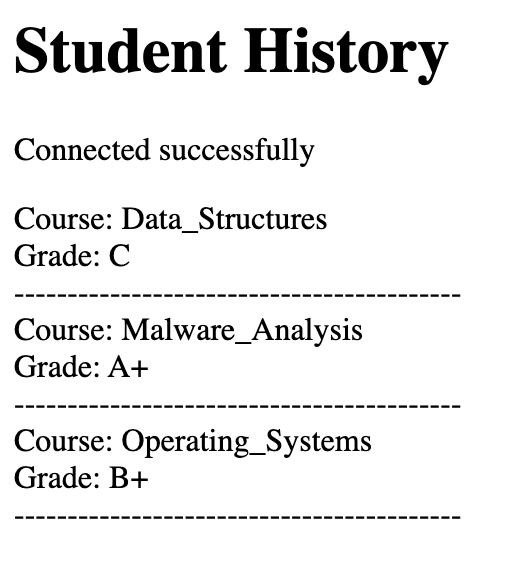 Student History
Connected successfully
Course: Data_Structures
Grade: C
------------------------------------------
Course: Malware_Analysis
Grade: A+
------------------------------------------
Course: Operating_Systems
Grade: B+
------------------------------------------